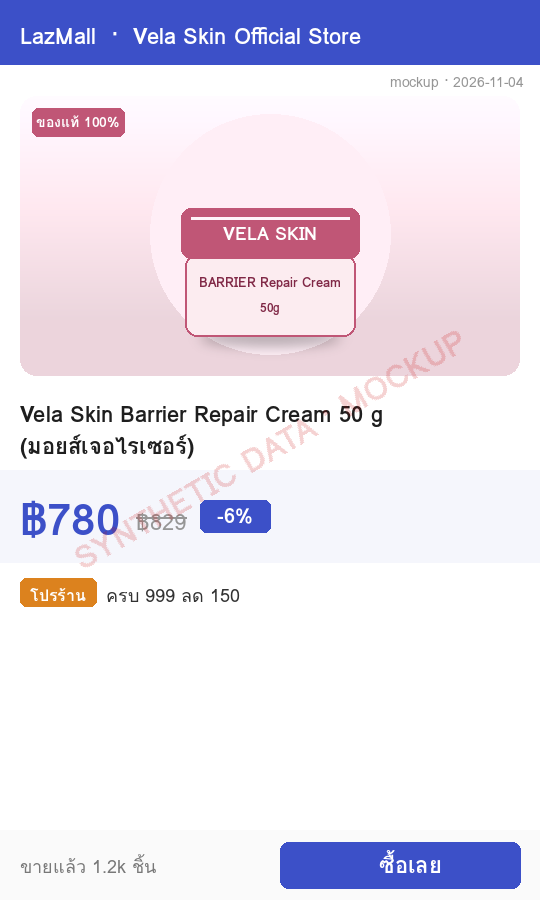 LazMall · Vela Skin Official Store
mockup · 2026-11-04
ของแท้ 100%
VELA SKIN
BARRIER Repair Cream
50g
Vela Skin Barrier Repair Cream 50 g
(มอยส์เจอไรเซอร์)
฿780 ฿829 -6%
SYNTHETIC DATA · MOCKUP
โปรร้าน ครบ 999 ลด 150
ขายแล้ว 1.2k ชิ้น ซื้อเลย